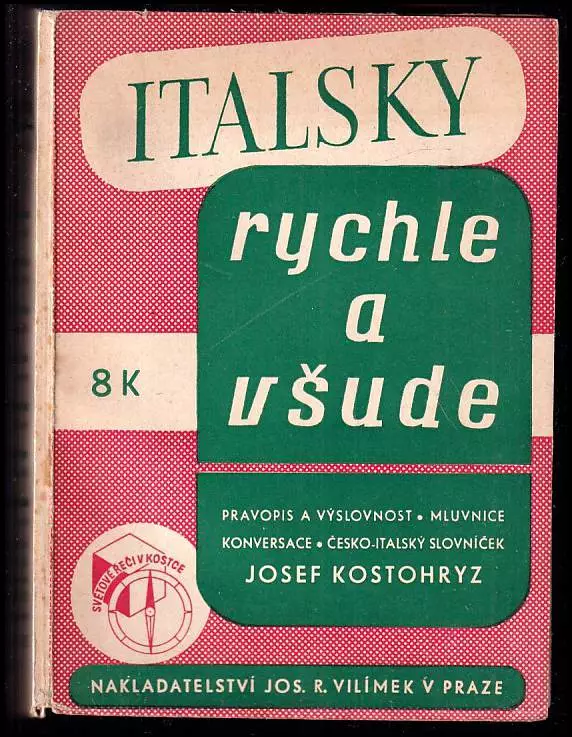 ITALSKY
rychle
a
všude
8 K
PRAVOPIS A VÝSLOVNOST • MLUVNICE
KONVERSACE • ČESKO-ITALSKÝ SLOVNÍČEK
JOSEF KOSTOHRYZ
SVĚTOVÉ ŘEČI V KOSTCE
NAKLADATELSTVÍ JOS. R. VILÍMEK V PRAZE